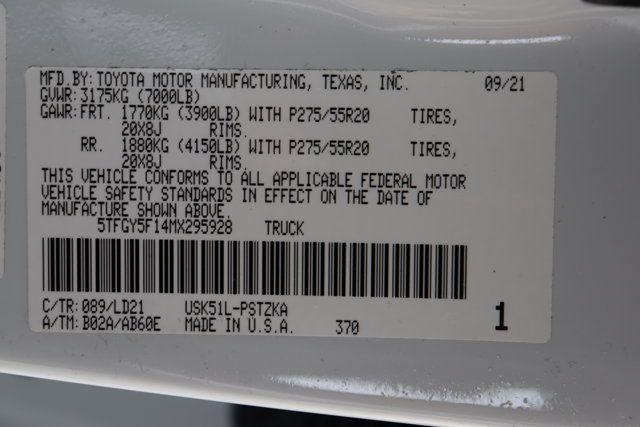 MFD.BY: TOYOTA MOTOR MANUFACTURING, TEXAS, INC. 09/21
GVWR: 3175KG (7000LB)
GAWR: FRT. 1770KG (3900LB) WITH P275/55R20 TIRES,
20X8J RIMS.
RR. 1880KG (4150LB) WITH P275/55R20 TIRES,
20X8J RIMS.
THIS VEHICLE CONFORMS TO ALL APPLICABLE FEDERAL MOTOR
VEHICLE SAFETY STANDARDS IN EFFECT ON THE DATE OF
MANUFACTURE SHOWN ABOVE.
5TFGY5F14MX295928 TRUCK
C/TR: 089/LD21 USK51L-PSTZKA
A/TM: B02A/AB60E MADE IN U.S.A. 370 1